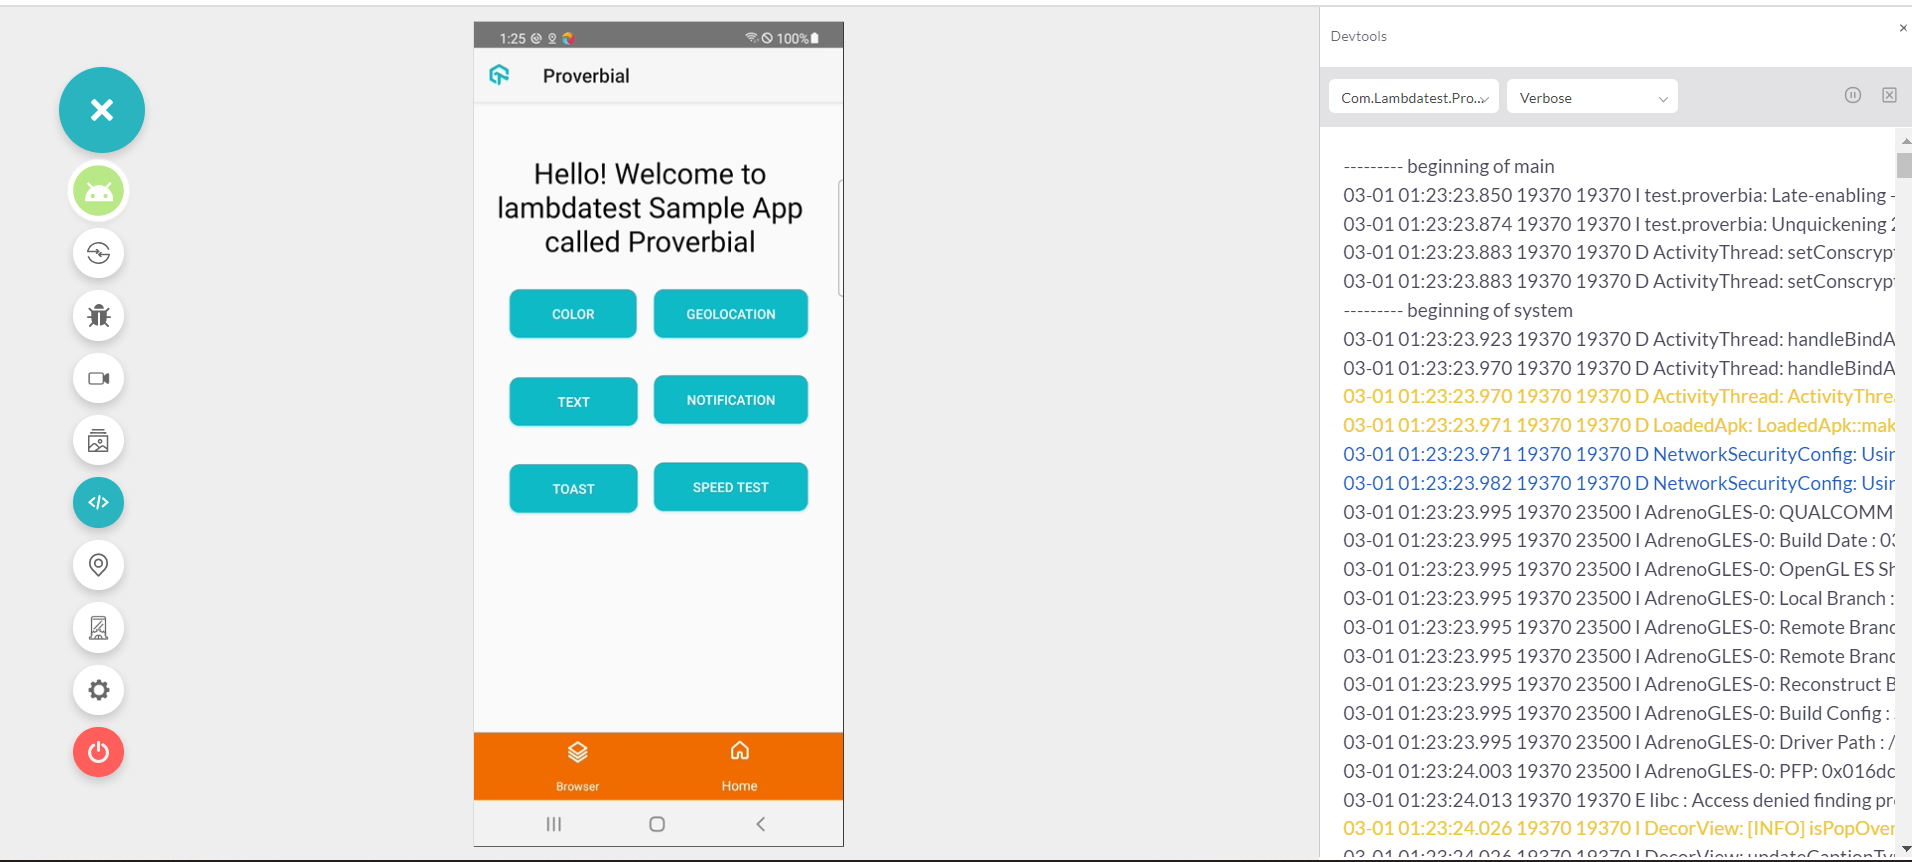 1:25 100%
Proverbial
Hello! Welcome to
lambdatest Sample App
called Proverbial
COLOR GEOLOCATION
TEXT NOTIFICATION
TOAST SPEED TEST
Browser Home
Devtools
Com.Lambdatest.Pro... Verbose
--------- beginning of main
03-01 01:23:23.850 19370 19370 I test.proverbia: Late-enabling -
03-01 01:23:23.874 19370 19370 I test.proverbia: Unquickening
03-01 01:23:23.883 19370 19370 D ActivityThread: setConscryp
03-01 01:23:23.883 19370 19370 D ActivityThread: setConscryp
--------- beginning of system
03-01 01:23:23.923 19370 19370 D ActivityThread: handleBindA
03-01 01:23:23.970 19370 19370 D ActivityThread: handleBindA
03-01 01:23:23.970 19370 19370 D ActivityThread: ActivityThrea
03-01 01:23:23.971 19370 19370 D LoadedApk: LoadedApk::mak
03-01 01:23:23.971 19370 19370 D NetworkSecurityConfig: Usin
03-01 01:23:23.982 19370 19370 D NetworkSecurityConfig: Usin
03-01 01:23:23.995 19370 23500 I AdrenoGLES-0: QUALCOMM
03-01 01:23:23.995 19370 23500 I AdrenoGLES-0: Build Date : 03
03-01 01:23:23.995 19370 23500 I AdrenoGLES-0: OpenGL ES Sh
03-01 01:23:23.995 19370 23500 I AdrenoGLES-0: Local Branch :
03-01 01:23:23.995 19370 23500 I AdrenoGLES-0: Remote Branc
03-01 01:23:23.995 19370 23500 I AdrenoGLES-0: Remote Branc
03-01 01:23:23.995 19370 23500 I AdrenoGLES-0: Reconstruct B
03-01 01:23:23.995 19370 23500 I AdrenoGLES-0: Build Config :
03-01 01:23:23.995 19370 23500 I AdrenoGLES-0: Driver Path : /
03-01 01:23:24.003 19370 23500 I AdrenoGLES-0: PFP: 0x016dc
03-01 01:23:24.013 19370 19370 E libc : Access denied finding pr
03-01 01:23:24.026 19370 19370 I DecorView: [INFO] isPopOver
03-01 01:23:24.026 19370 19370 I DecorView: updateCaptionTy